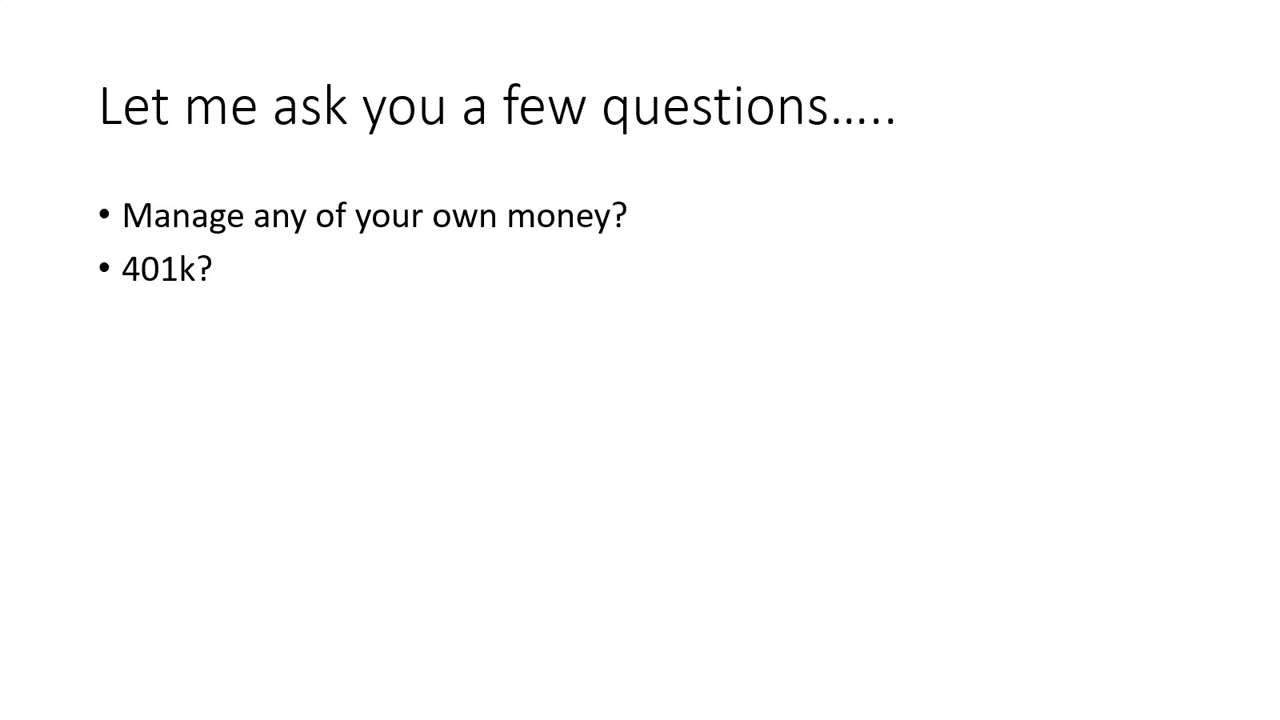 Let me ask you a few questions…..
• Manage any of your own money?
• 401k?